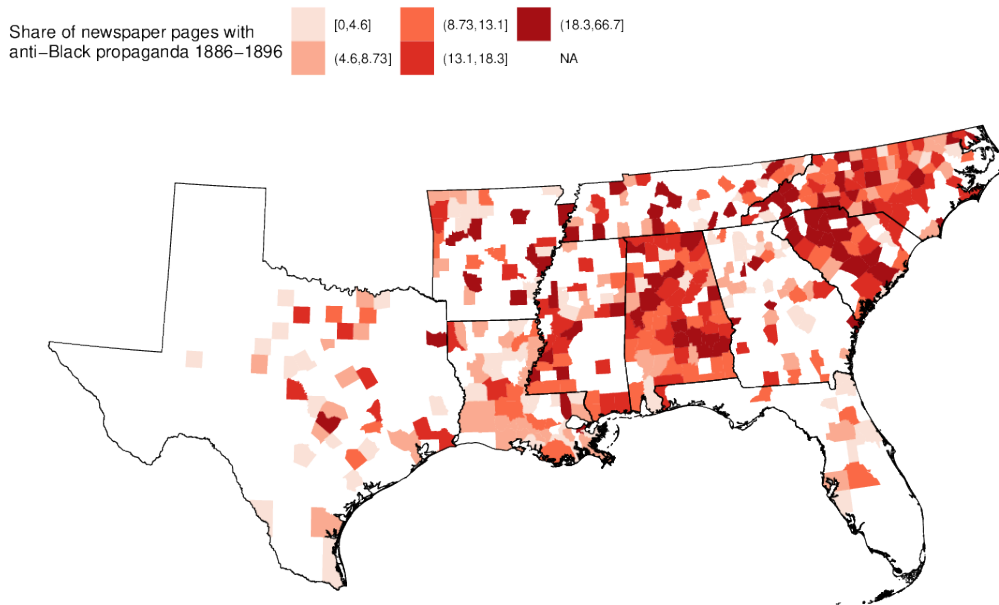 Share of newspaper pages with
anti−Black propaganda 1886−1896
[0,4.6]
(4.6,8.73]
(8.73,13.1]
(13.1,18.3]
(18.3,66.7]
NA